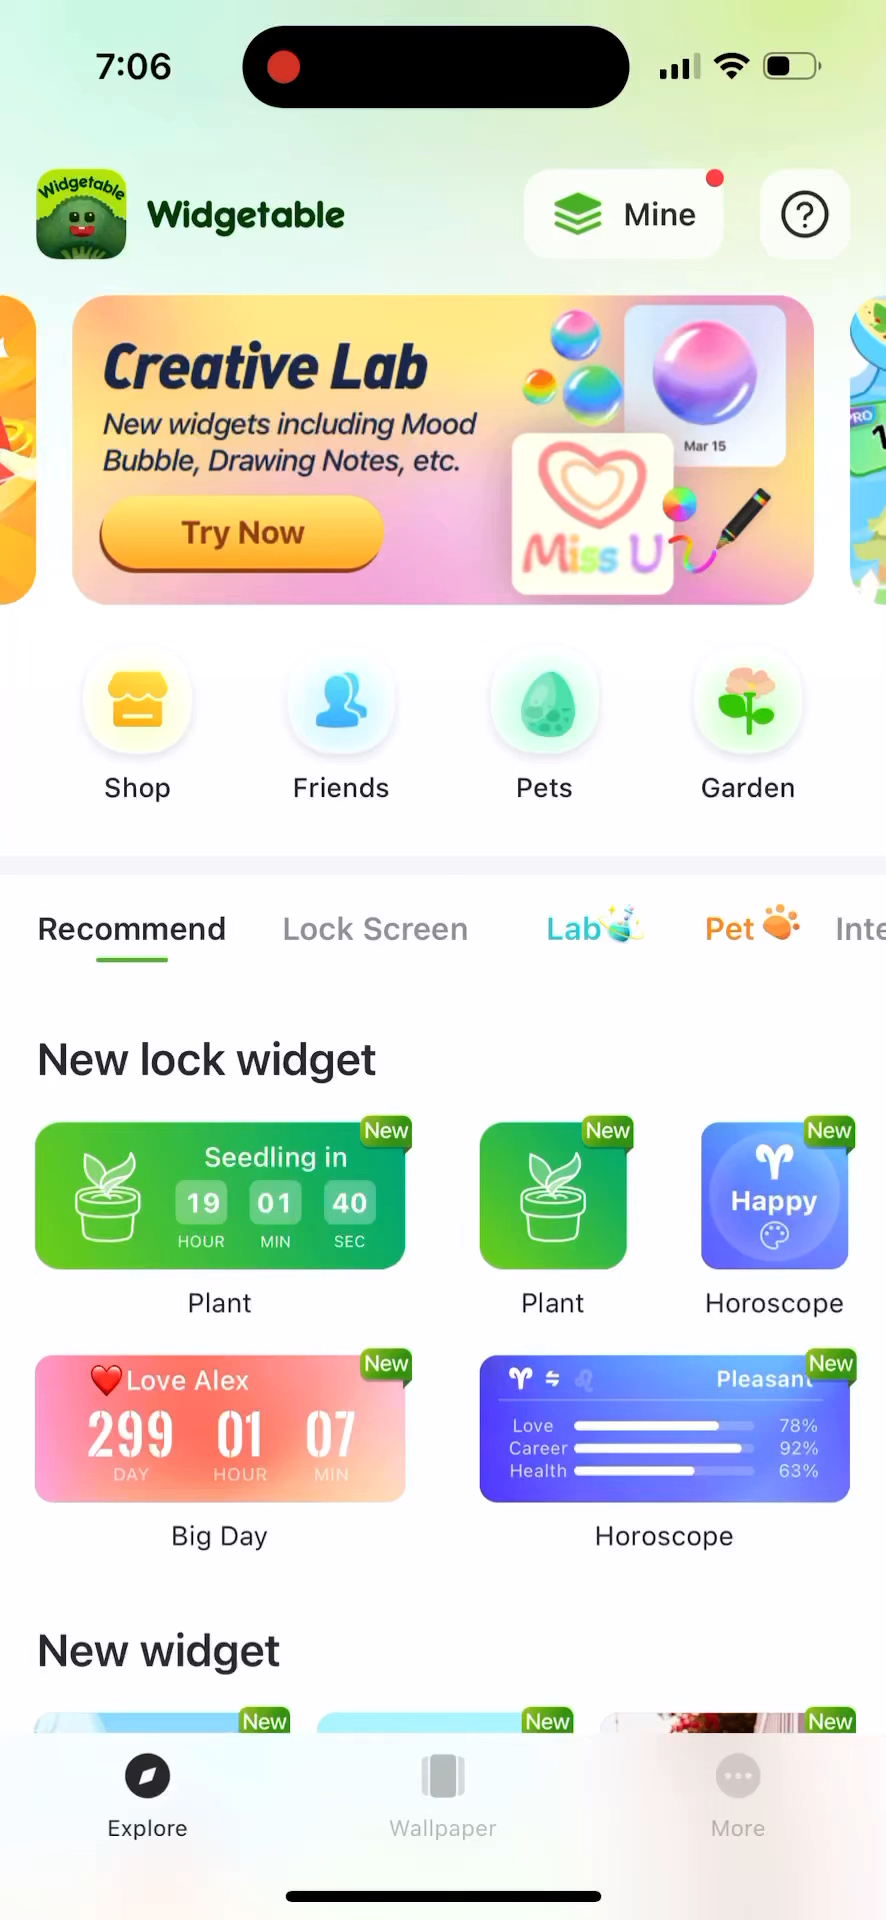 7:06
Widgetable
Widgetable
Mine
?
Creative Lab
New widgets including Mood
Bubble, Drawing Notes, etc.
Try Now
Mar 15
Miss U
PRO
Shop
Friends
Pets
Garden
Recommend
Lock Screen
Lab
Pet
Inte
New lock widget
New
Seedling in
19 01 40
HOUR MIN SEC
Plant
New
Plant
New
Happy
Horoscope
New
❤️Love Alex
299 01 07
DAY HOUR MIN
Big Day
New
Pleasant
Love 78%
Career 92%
Health 63%
Horoscope
New widget
New
New
New
Explore
Wallpaper
More